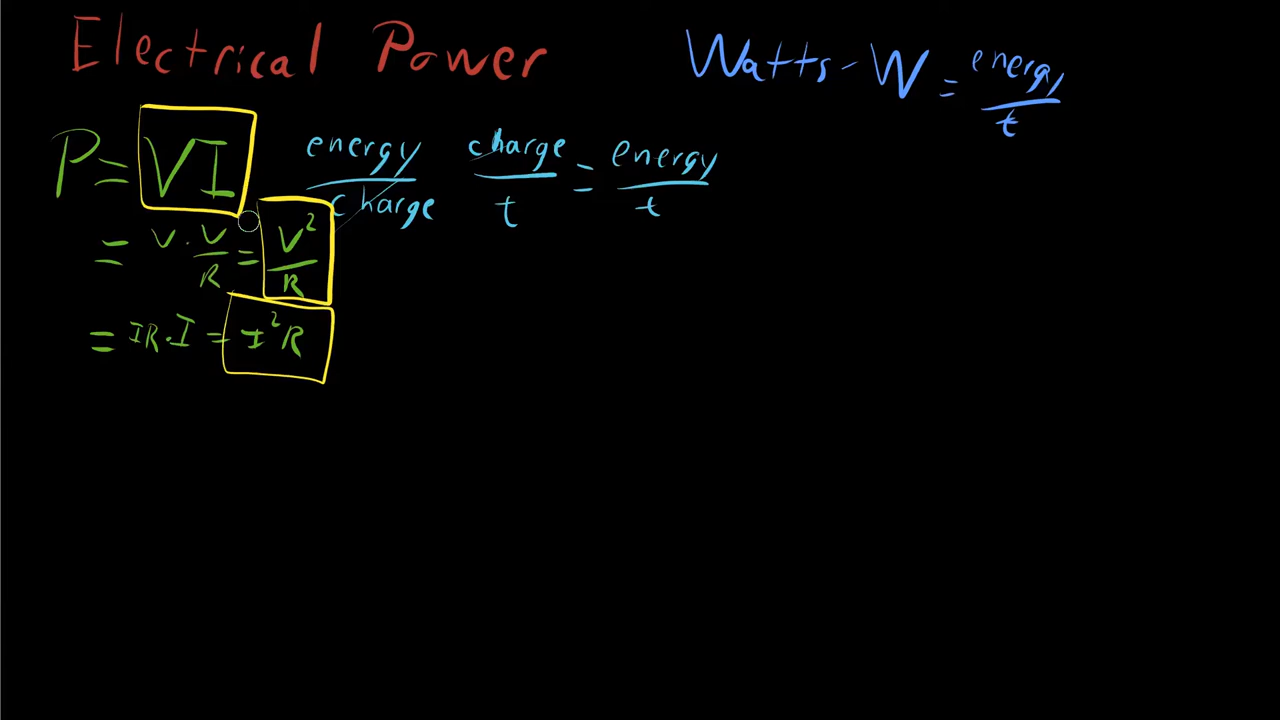 Electrical Power
Watts - W = energy/t
P = VI
energy/charge charge/t = energy/t
= V · V/R = V²/R
= IR · I = I²R